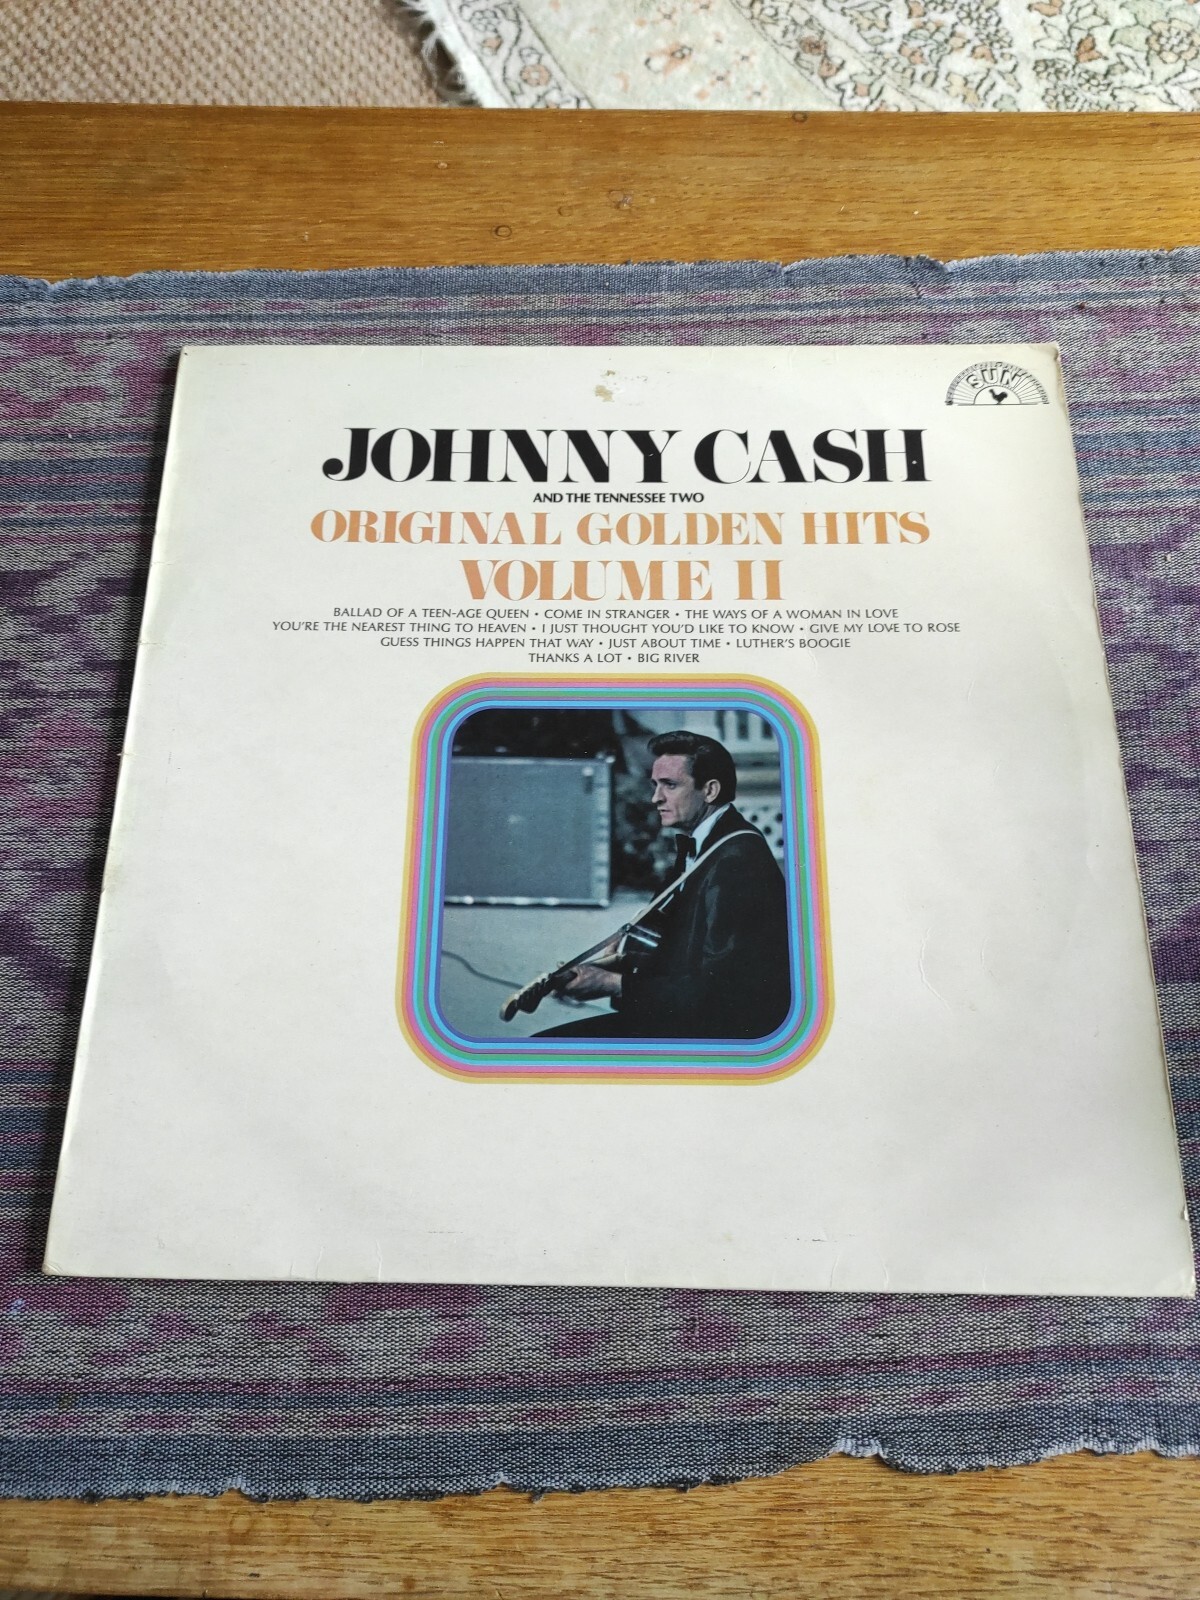 SUN
JOHNNY CASH
AND THE TENNESSEE TWO
ORIGINAL GOLDEN HITS
VOLUME II
BALLAD OF A TEEN-AGE QUEEN • COME IN STRANGER • THE WAYS OF A WOMAN IN LOVE
YOU'RE THE NEAREST THING TO HEAVEN • I JUST THOUGHT YOU'D LIKE TO KNOW • GIVE MY LOVE TO ROSE
GUESS THINGS HAPPEN THAT WAY • JUST ABOUT TIME • LUTHER'S BOOGIE
THANKS A LOT • BIG RIVER